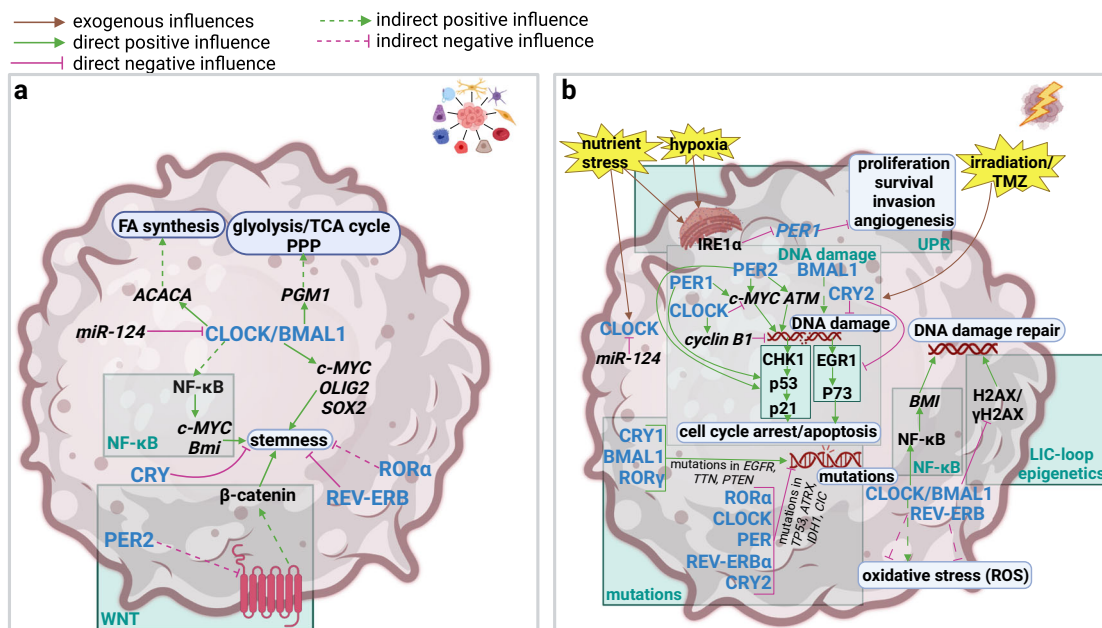 exogenous influences
direct positive influence
direct negative influence
indirect positive influence
indirect negative influence
a
FA synthesis
glyolysis/TCA cycle
PPP
ACACA
PGM1
miR-124
CLOCK/BMAL1
c-MYC
OLIG2
SOX2
NF-κB
c-MYC
Bmi
NF-κB
stemness
CRY
RORα
REV-ERB
β-catenin
PER2
WNT
b
nutrient
stress
hypoxia
irradiation/
TMZ
proliferation
survival
invasion
angiogenesis
IRE1α
PER1
UPR
DNA damage
PER2
BMAL1
PER1
c-MYC
ATM
CRY2
CLOCK
DNA damage
CLOCK
cyclin B1
miR-124
CHK1
p53
p21
EGR1
P73
DNA damage repair
BMI
H2AX/
γH2AX
cell cycle arrest/apoptosis
NF-κB
NF-κB
LIC-loop
epigenetics
CRY1
BMAL1
RORγ
mutations in EGFR,
TTN, PTEN
mutations
mutations in
TP53, ATRX,
IDH1, CIC
RORα
CLOCK
PER
REV-ERBα
CRY2
CLOCK/BMAL1
REV-ERB
oxidative stress (ROS)
mutations